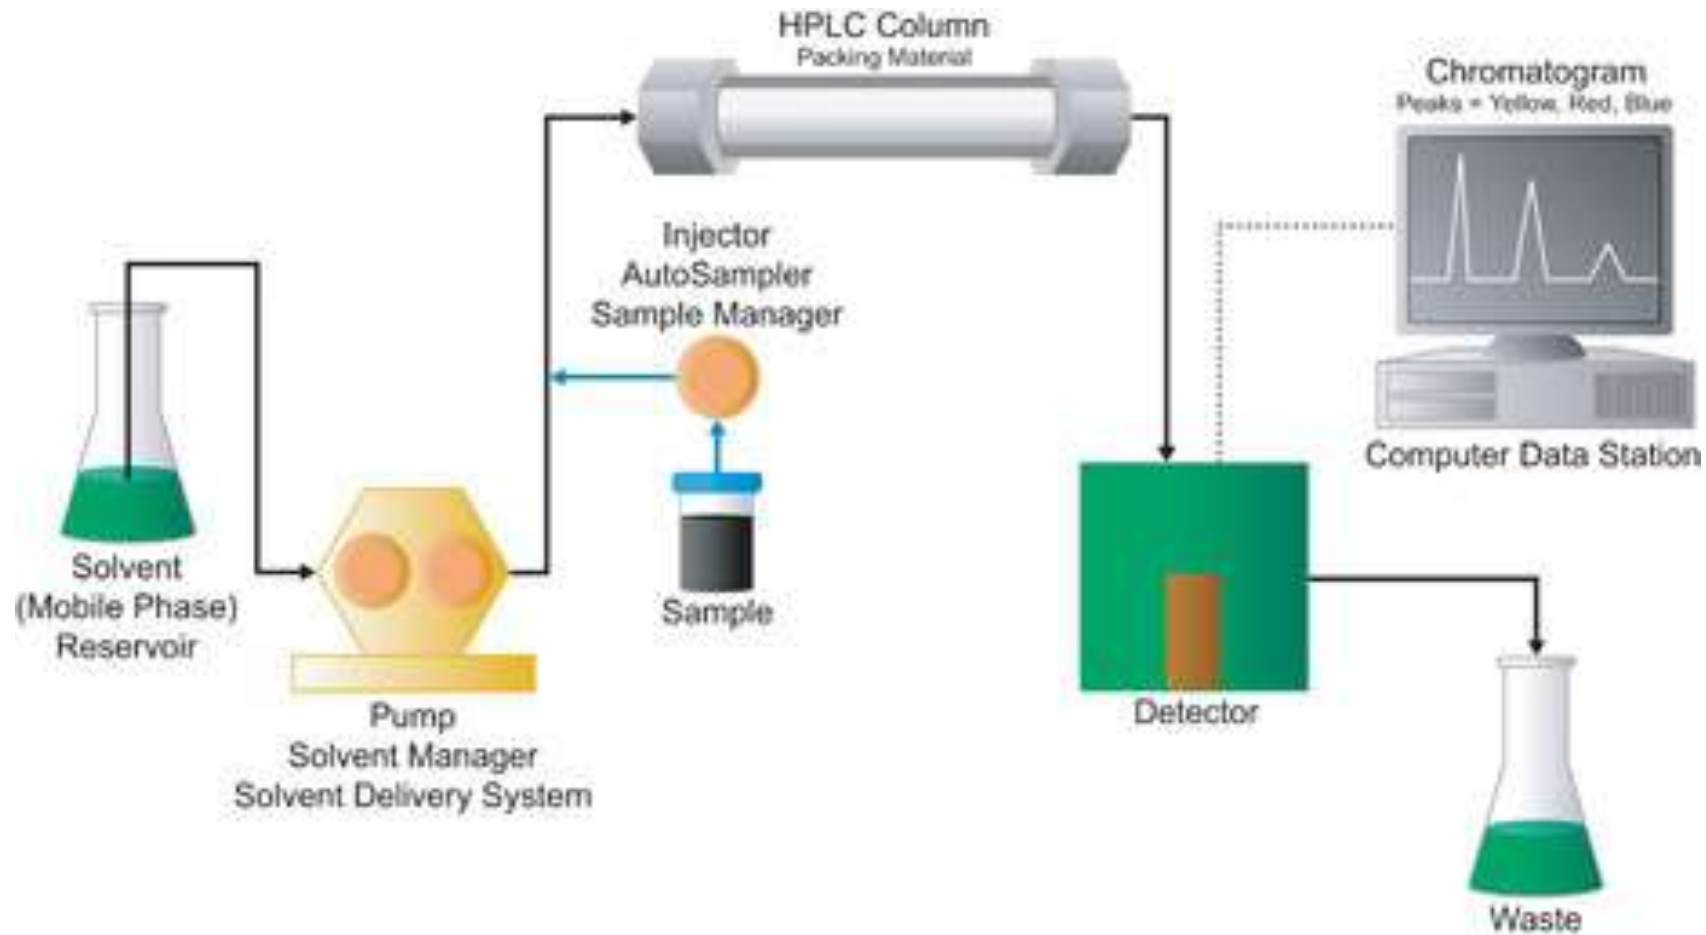 HPLC Column
Packing Material
Chromatogram
Peaks = Yellow, Red, Blue
Injector
AutoSampler
Sample Manager
Computer Data Station
Solvent
(Mobile Phase)
Reservoir
Sample
Pump
Solvent Manager
Solvent Delivery System
Detector
Waste